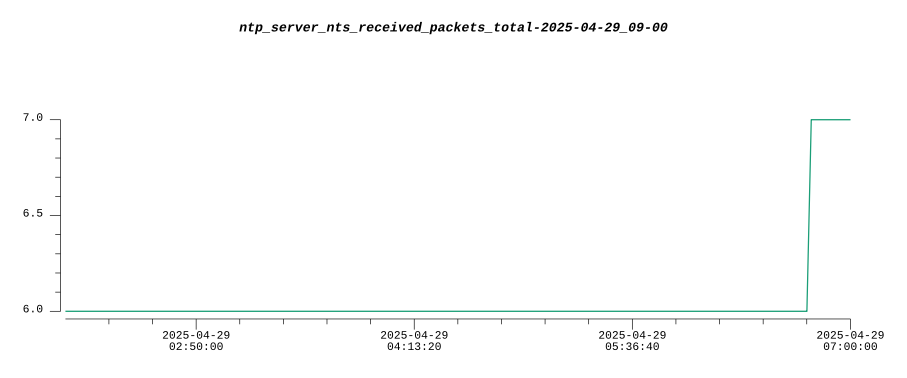 ntp_server_nts_received_packets_total-2025-04-29_09-00
7.0
6.5
6.0
2025-04-29 2025-04-29 2025-04-29 2025-04-29
02:50:00 04:13:20 05:36:40 07:00:00